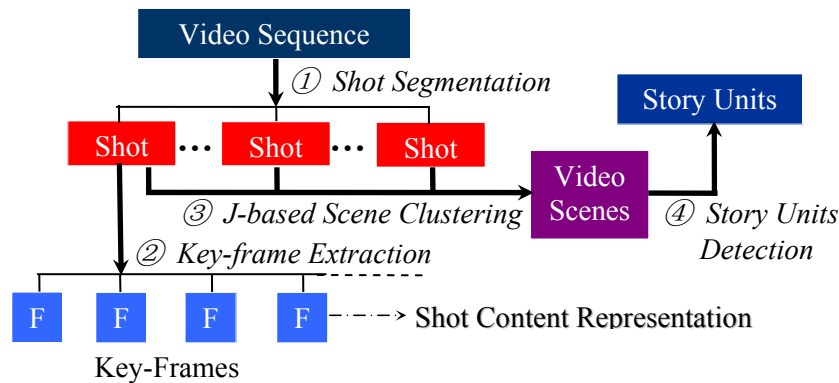 Video Sequence
① Shot Segmentation
Story Units
Shot ... Shot ... Shot
Video
Scenes
③ J-based Scene Clustering
④ Story Units
Detection
② Key-frame Extraction
F F F F
Shot Content Representation
Key-Frames